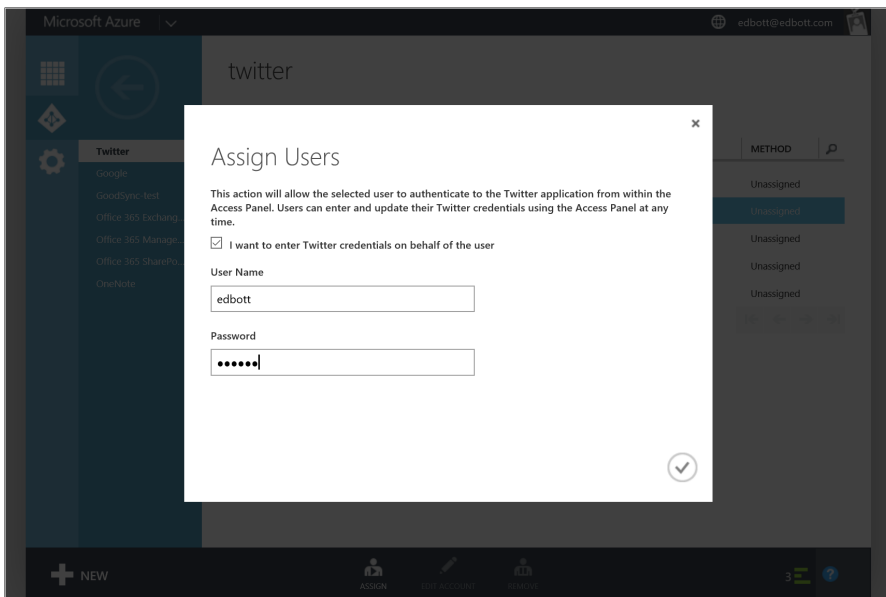 Microsoft Azure
edbott@edbott.com
twitter
Twitter
Google
GoodSync-test
Office 365 Exchang...
Office 365 Manage...
Office 365 SharePo...
OneNote
METHOD
Unassigned
Unassigned
Unassigned
Unassigned
Unassigned
Assign Users
This action will allow the selected user to authenticate to the Twitter application from within the
Access Panel. Users can enter and update their Twitter credentials using the Access Panel at any
time.
I want to enter Twitter credentials on behalf of the user
User Name
edbott
Password
••••••
NEW
ASSIGN
EDIT ACCOUNT
REMOVE
3
?